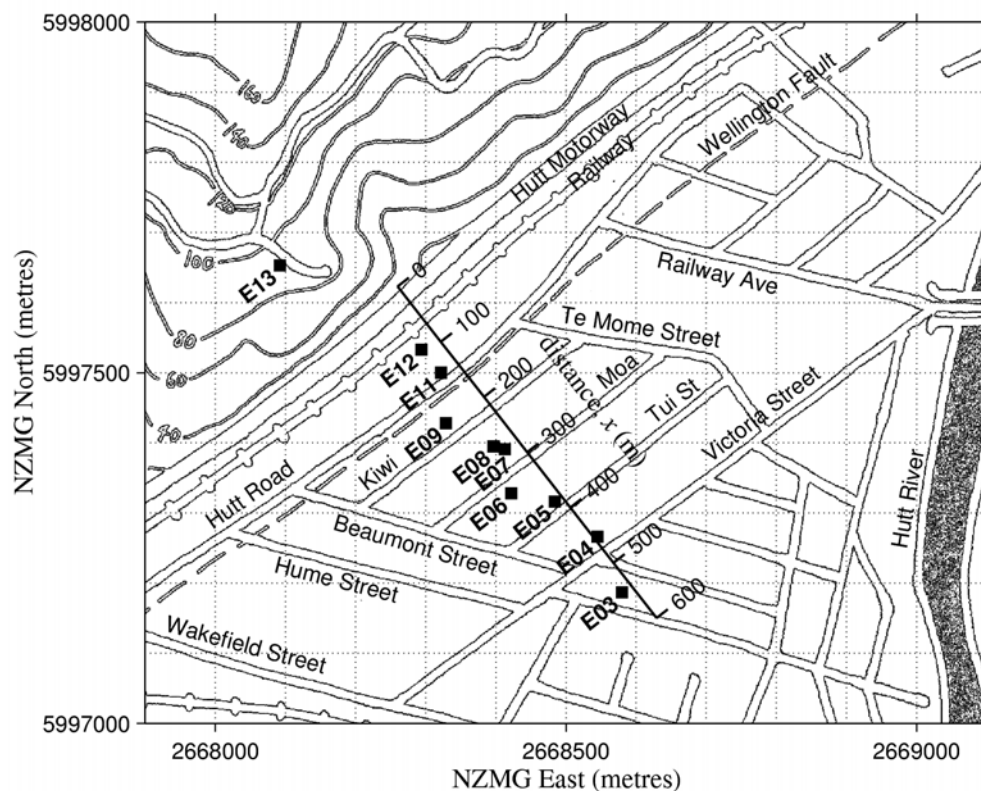 5998000
5997500
5997000
NZMG North (metres)
2668000
2668500
2669000
NZMG East (metres)
160
140
120
100
80
60
40
Hutt Motorway
Railway
Wellington Fault
Railway Ave
Te Mome Street
Moa
Tui St
Victoria Street
Kiwi
Hutt Road
Beaumont Street
Hume Street
Wakefield Street
Hutt River
distance, x (m)
0
100
200
300
400
500
600
E13
E12
E11
E09
E08
E07
E06
E05
E04
E03